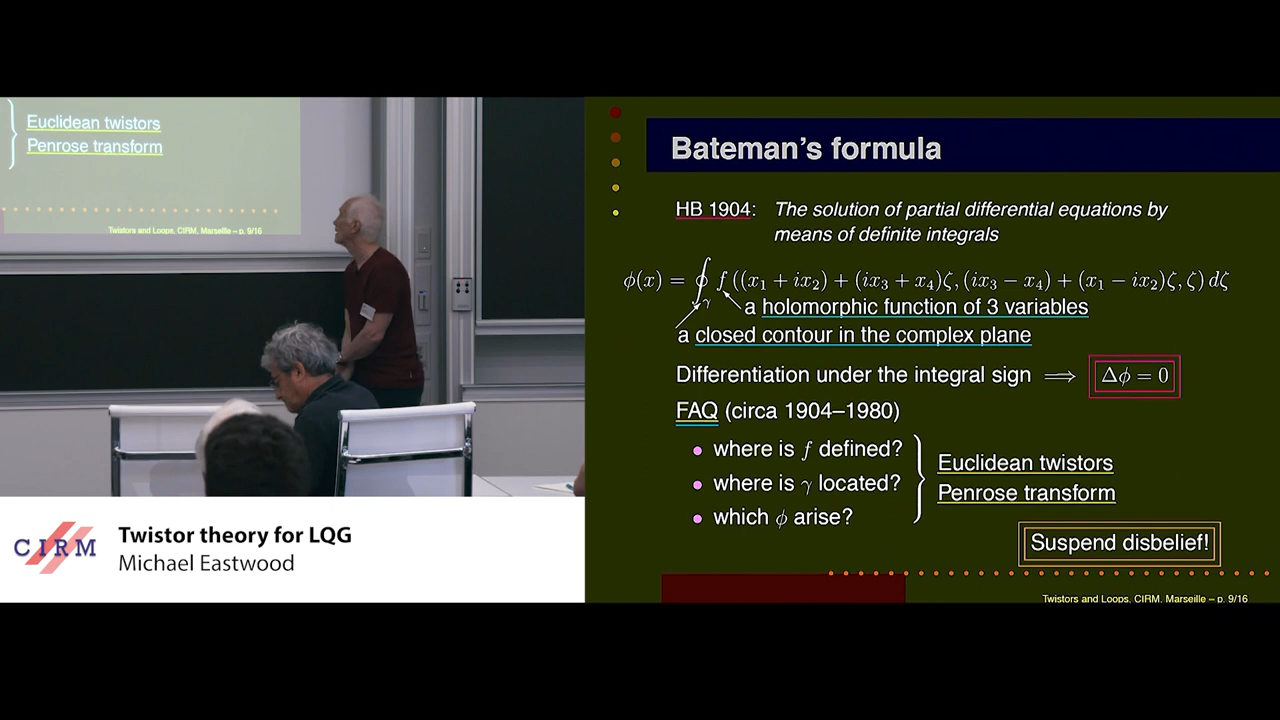 Euclidean twistors
Penrose transform
Twistors and Loops, CIRM, Marseille – p. 9/16
CIRM
Twistor theory for LQG
Michael Eastwood
Bateman's formula
HB 1904: The solution of partial differential equations by
means of definite integrals
ϕ(x) = ∮γ f((x₁ + ix₂) + (ix₃ + x₄)ζ, (ix₃ − x₄) + (x₁ − ix₂)ζ, ζ) dζ
a holomorphic function of 3 variables
a closed contour in the complex plane
Differentiation under the integral sign ⟹ Δϕ = 0
FAQ (circa 1904–1980)
• where is f defined?
• where is γ located?
• which ϕ arise?
Euclidean twistors
Penrose transform
Suspend disbelief!
Twistors and Loops, CIRM, Marseille – p. 9/16